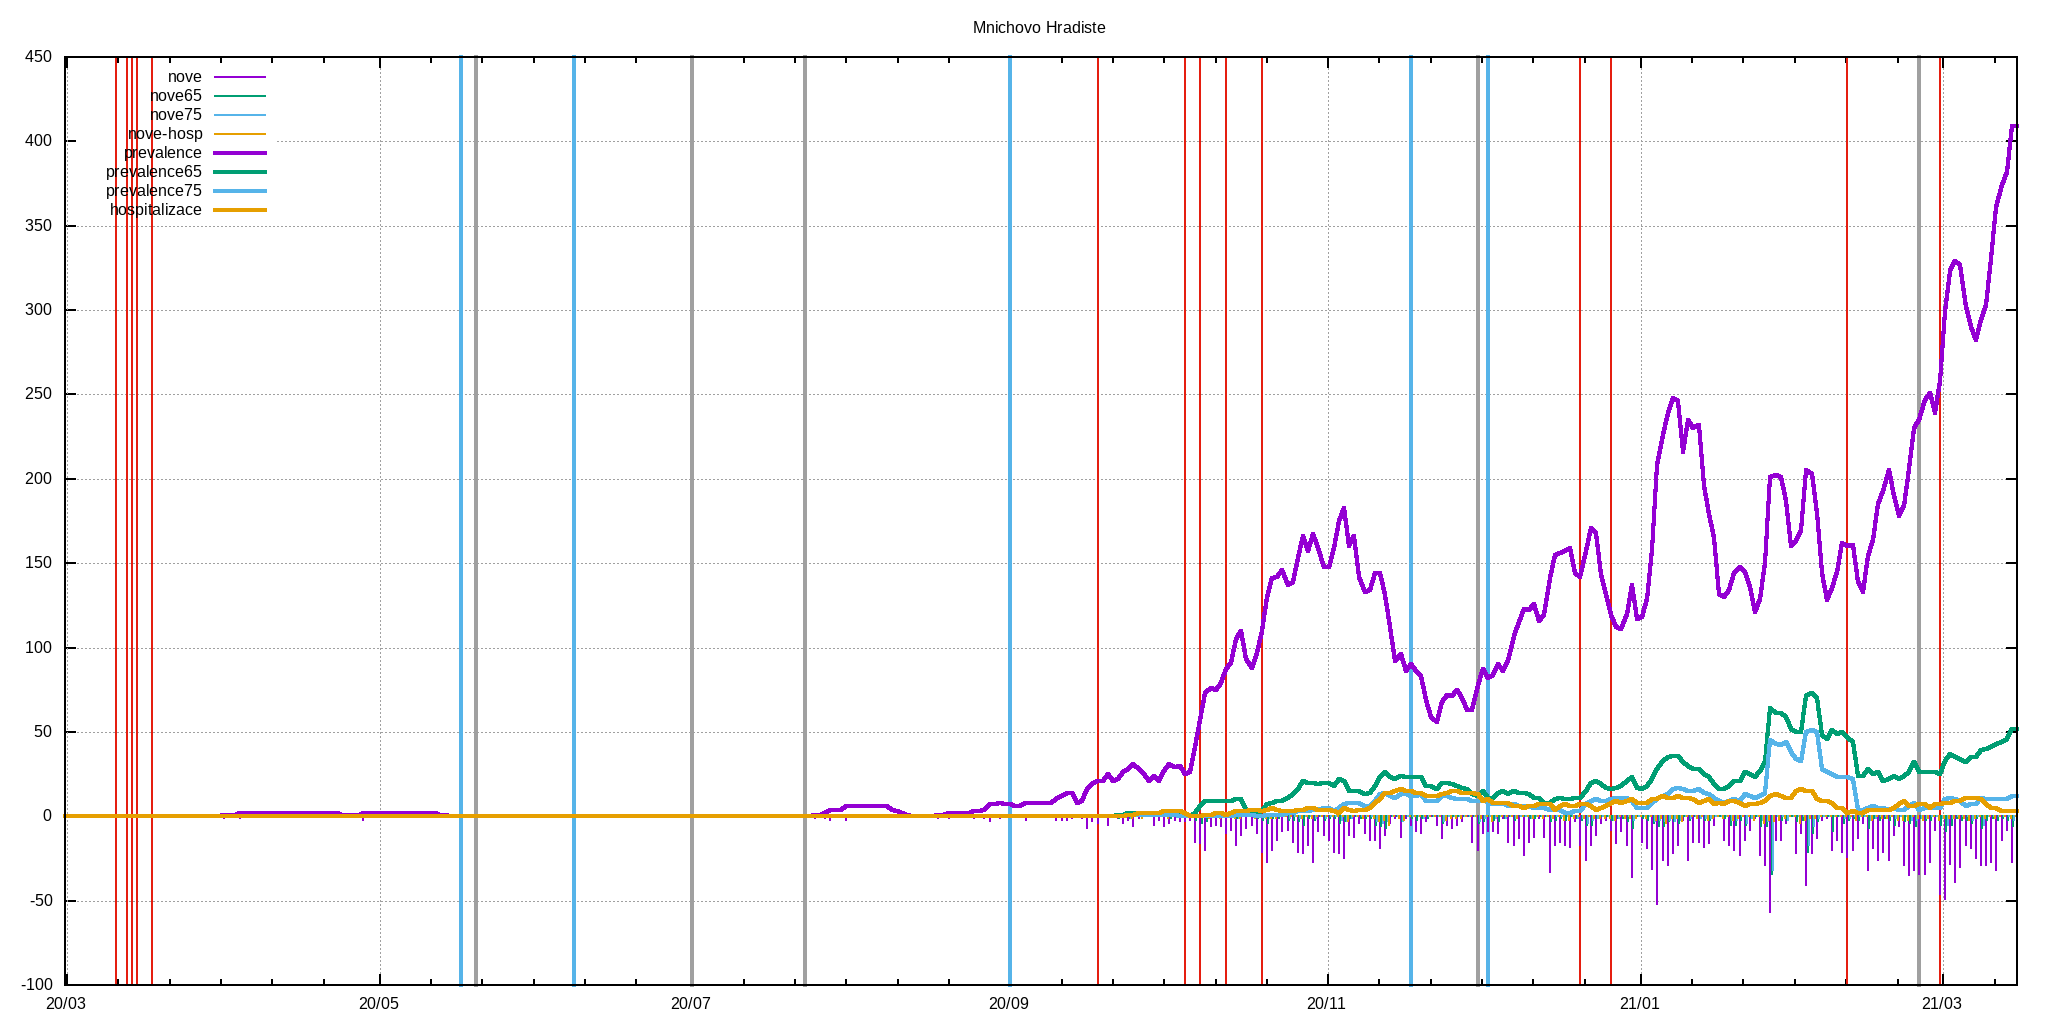 Mnichovo Hradiste
450
400
350
300
250
200
150
100
50
0
-50
-100
nove
nove65
nove75
nove-hosp
prevalence
prevalence65
prevalence75
hospitalizace
20/03 20/05 20/07 20/09 20/11 21/01 21/03